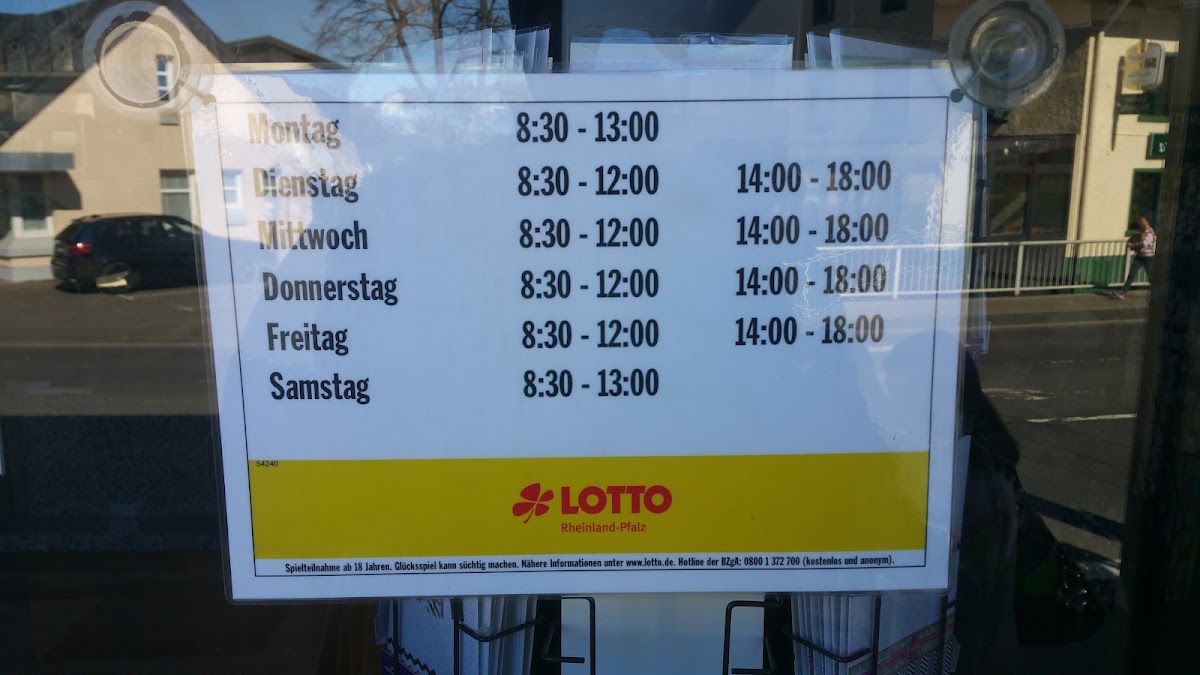 Montag 8:30 - 13:00
Dienstag 8:30 - 12:00 14:00 - 18:00
Mittwoch 8:30 - 12:00 14:00 - 18:00
Donnerstag 8:30 - 12:00 14:00 - 18:00
Freitag 8:30 - 12:00 14:00 - 18:00
Samstag 8:30 - 13:00
54240
LOTTO
Rheinland-Pfalz
Spielteilnahme ab 18 Jahren. Glücksspiel kann süchtig machen. Nähere Informationen unter www.lotto.de. Hotline der BZgA: 0800 1 372 700 (kostenlos und anonym).